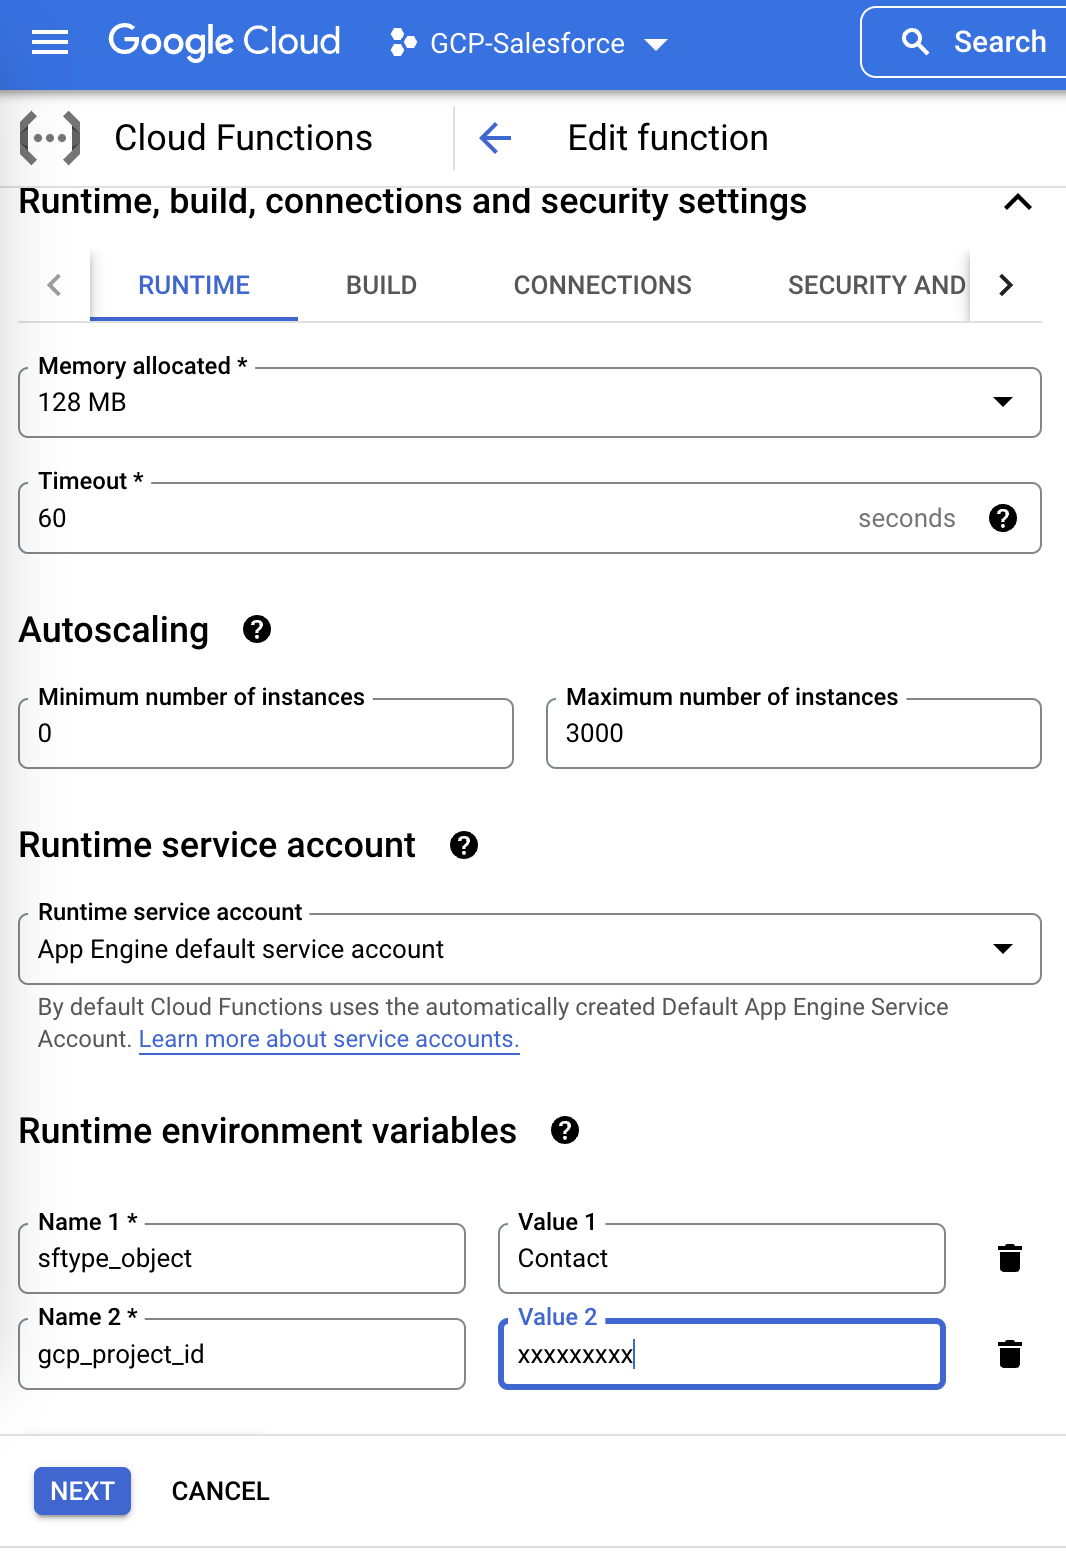 Google Cloud GCP-Salesforce Search
Cloud Functions Edit function
Runtime, build, connections and security settings
RUNTIME BUILD CONNECTIONS SECURITY AND
Memory allocated *
128 MB
Timeout *
60 seconds
Autoscaling
Minimum number of instances Maximum number of instances
0 3000
Runtime service account
Runtime service account
App Engine default service account
By default Cloud Functions uses the automatically created Default App Engine Service
Account. Learn more about service accounts.
Runtime environment variables
Name 1 * Value 1
sftype_object Contact
Name 2 * Value 2
gcp_project_id xxxxxxxxx
NEXT CANCEL